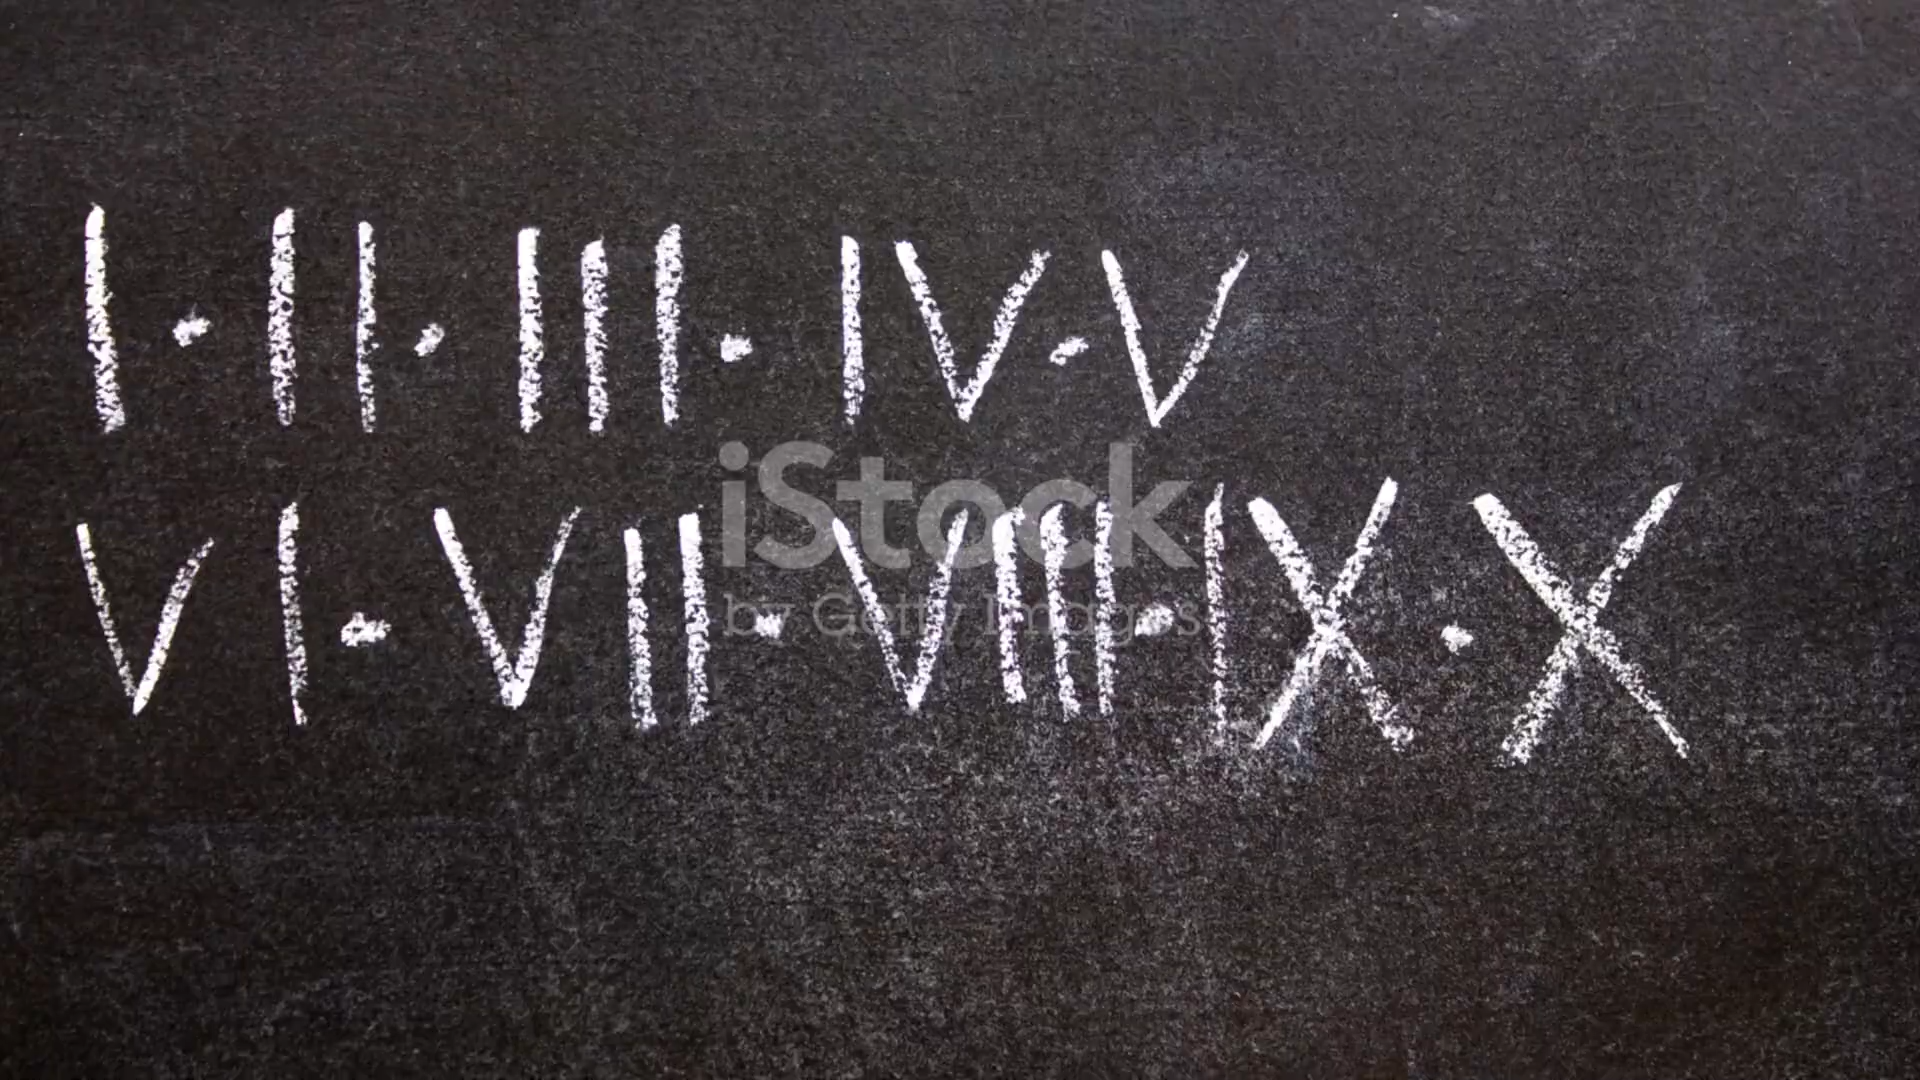 I · II · III · IV · V
iStock
by Getty Images
VI · VII · VIII · IX · X